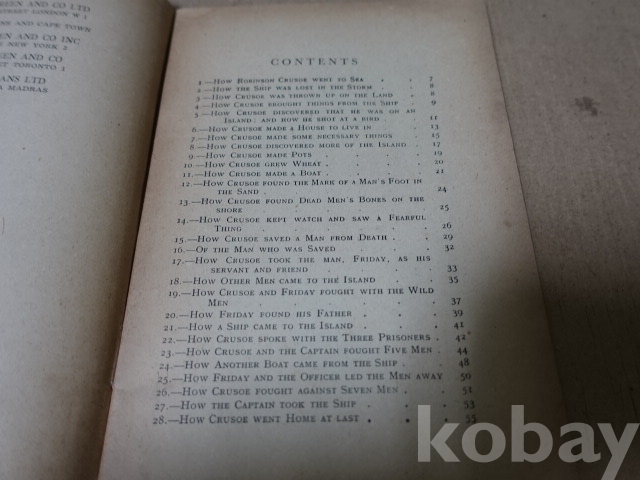 EEN AND CO LTD
STREET LONDON W 1
AND CAPE TOWN
EN AND CO INC
NEW YORK 3
EEN AND CO
TORONTO 1
ANS LTD
MADRAS
CONTENTS
1.—How Robinson Crusoe went to Sea . . 7
2.—How the Ship was lost in the Storm . . 8
3.—How Crusoe was thrown up on the Land . 8
4.—How Crusoe brought things from the Ship . 9
5.—How Crusoe discovered that he was on an
Island: and how he shot at a bird . . 11
6.—How Crusoe made a House to live in . 13
7.—How Crusoe made some necessary things . 15
8.—How Crusoe discovered more of the Island . 17
9.—How Crusoe made Pots . . . . 19
10.—How Crusoe grew Wheat . . . . 20
11.—How Crusoe made a Boat . . . . 21
12.—How Crusoe found the Mark of a Man's Foot in
the Sand . . . . . . 24
13.—How Crusoe found Dead Men's Bones on the
shore . . . . . . 25
14.—How Crusoe kept watch and saw a Fearful
Thing . . . . . . 26
15.—How Crusoe saved a Man from Death . . 29
16.—Of the Man who was Saved . . . 32
17.—How Crusoe took the man, Friday, as his
servant and friend . . . . 33
18.—How Other Men came to the Island . . 35
19.—How Crusoe and Friday fought with the Wild
Men . . . . . . 37
20.—How Friday found his Father . . . 39
21.—How a Ship came to the Island . . . 41
22.—How Crusoe spoke with the Three Prisoners . 42
23.—How Crusoe and the Captain fought Five Men . 44
24.—How Another Boat came from the Ship . . 48
25.—How Friday and the Officer led the Men away . 50
26.—How Crusoe fought against Seven Men . . 51
27.—How the Captain took the Ship . . . 53
28.—How Crusoe went Home at last . . . 55
kobay